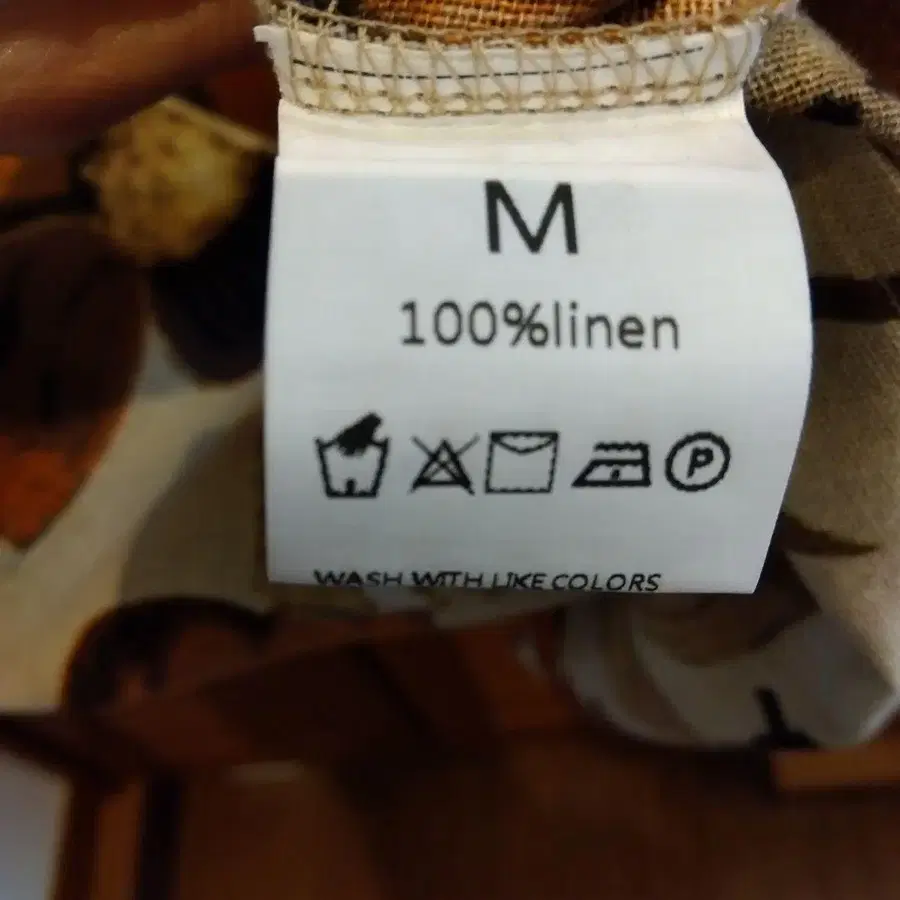 M
100%linen
P
WASH WITH LIKE COLORS